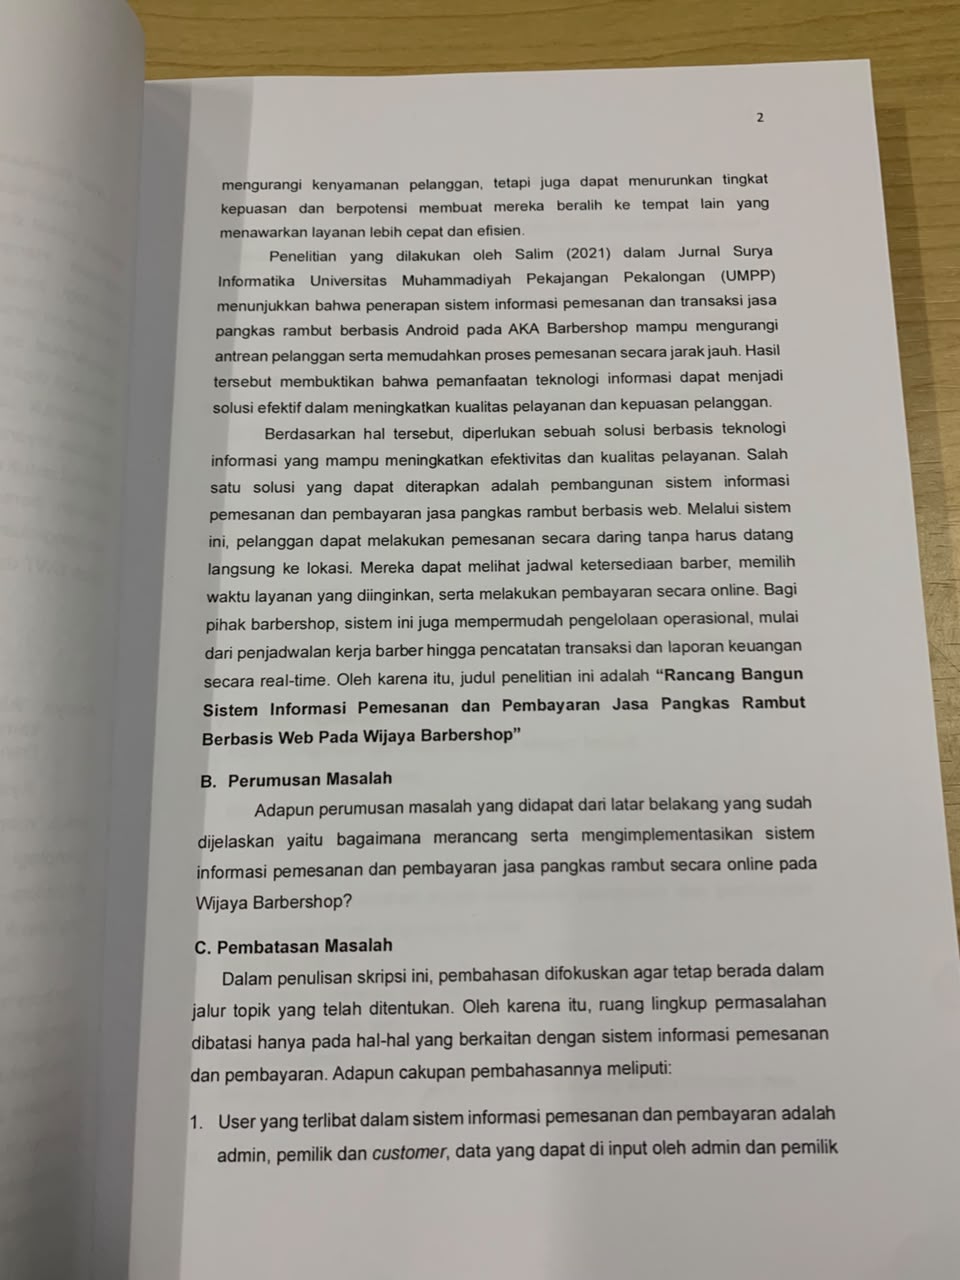 2
mengurangi kenyamanan pelanggan, tetapi juga dapat menurunkan tingkat
kepuasan dan berpotensi membuat mereka beralih ke tempat lain yang
menawarkan layanan lebih cepat dan efisien.
Penelitian yang dilakukan oleh Salim (2021) dalam Jurnal Surya
Informatika Universitas Muhammadiyah Pekajangan Pekalongan (UMPP)
menunjukkan bahwa penerapan sistem informasi pemesanan dan transaksi jasa
pangkas rambut berbasis Android pada AKA Barbershop mampu mengurangi
antrean pelanggan serta memudahkan proses pemesanan secara jarak jauh. Hasil
tersebut membuktikan bahwa pemanfaatan teknologi informasi dapat menjadi
solusi efektif dalam meningkatkan kualitas pelayanan dan kepuasan pelanggan.
Berdasarkan hal tersebut, diperlukan sebuah solusi berbasis teknologi
informasi yang mampu meningkatkan efektivitas dan kualitas pelayanan. Salah
satu solusi yang dapat diterapkan adalah pembangunan sistem informasi
pemesanan dan pembayaran jasa pangkas rambut berbasis web. Melalui sistem
ini, pelanggan dapat melakukan pemesanan secara daring tanpa harus datang
langsung ke lokasi. Mereka dapat melihat jadwal ketersediaan barber, memilih
waktu layanan yang diinginkan, serta melakukan pembayaran secara online. Bagi
pihak barbershop, sistem ini juga mempermudah pengelolaan operasional, mulai
dari penjadwalan kerja barber hingga pencatatan transaksi dan laporan keuangan
secara real-time. Oleh karena itu, judul penelitian ini adalah “Rancang Bangun
Sistem Informasi Pemesanan dan Pembayaran Jasa Pangkas Rambut
Berbasis Web Pada Wijaya Barbershop”
B. Perumusan Masalah
Adapun perumusan masalah yang didapat dari latar belakang yang sudah
dijelaskan yaitu bagaimana merancang serta mengimplementasikan sistem
informasi pemesanan dan pembayaran jasa pangkas rambut secara online pada
Wijaya Barbershop?
C. Pembatasan Masalah
Dalam penulisan skripsi ini, pembahasan difokuskan agar tetap berada dalam
jalur topik yang telah ditentukan. Oleh karena itu, ruang lingkup permasalahan
dibatasi hanya pada hal-hal yang berkaitan dengan sistem informasi pemesanan
dan pembayaran. Adapun cakupan pembahasannya meliputi:
1. User yang terlibat dalam sistem informasi pemesanan dan pembayaran adalah
admin, pemilik dan customer, data yang dapat di input oleh admin dan pemilik